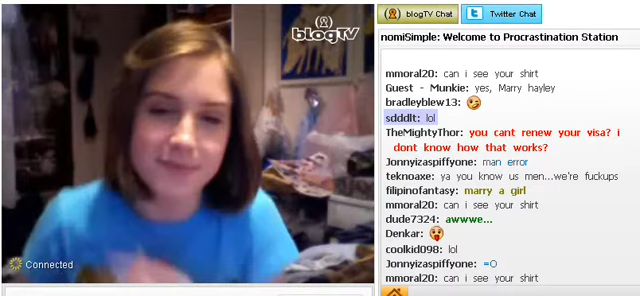 blogTV
Connected
blogTV Chat
Twitter Chat
nomiSimple: Welcome to Procrastination Station
mmoral20: can i see your shirt
Guest - Munkie: yes, Marry hayley
bradleyblew13:
sdddlt: lol
TheMightyThor: you cant renew your visa? i
dont know how that works?
Jonnyizaspiffyone: man error
teknoaxe: ya you know us men...we're fuckups
filipinofantasy: marry a girl
mmoral20: can i see your shirt
dude7324: awwwe...
Denkar:
coolkid098: lol
Jonnyizaspiffyone: =O
mmoral20: can i see your shirt